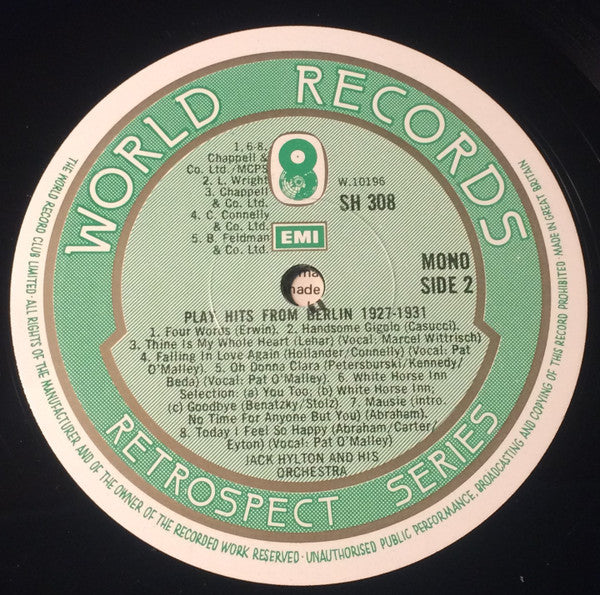 WORLD RECORDS
1, 6-8.
Chappell &
Co. Ltd./MCPS
2. L. Wright
3. Chappell
& Co. Ltd.
4. C. Connelly
& Co. Ltd.
5. B. Feldman
& Co. Ltd.
W.10196
SH 308
EMI
MONO
SIDE 2
made
PLAY HITS FROM BERLIN 1927-1931
1. Four Words (Erwin). 2. Handsome Gigolo (Casucci).
3. Thine Is My Whole Heart (Lehar) (Vocal: Marcel Wittrisch)
4. Falling In Love Again (Hollander/Connelly) (Vocal: Pat
O'Malley). 5. Oh Donna Clara (Petersburski/Kennedy/
Beda) (Vocal: Pat O'Malley). 6. White Horse Inn
Selection: (a) You Too; (b) White Horse Inn,
(c) Goodbye (Benatzky/Stolz) 7. Mausie (intro.
No Time For Anyone But You) (Abraham).
8. Today I Feel So Happy (Abraham/Carter/
Eyton) (Vocal: Pat O'Malley)
JACK HYLTON AND HIS
ORCHESTRA
RETROSPECT SERIES
THE WORLD RECORD CLUB LIMITED · ALL RIGHTS OF THE MANUFACTURER AND OF THE OWNER OF THE RECORDED WORK RESERVED · UNAUTHORISED PUBLIC PERFORMANCE, BROADCASTING AND COPYING OF THIS RECORD PROHIBITED MADE IN GREAT BRITAIN